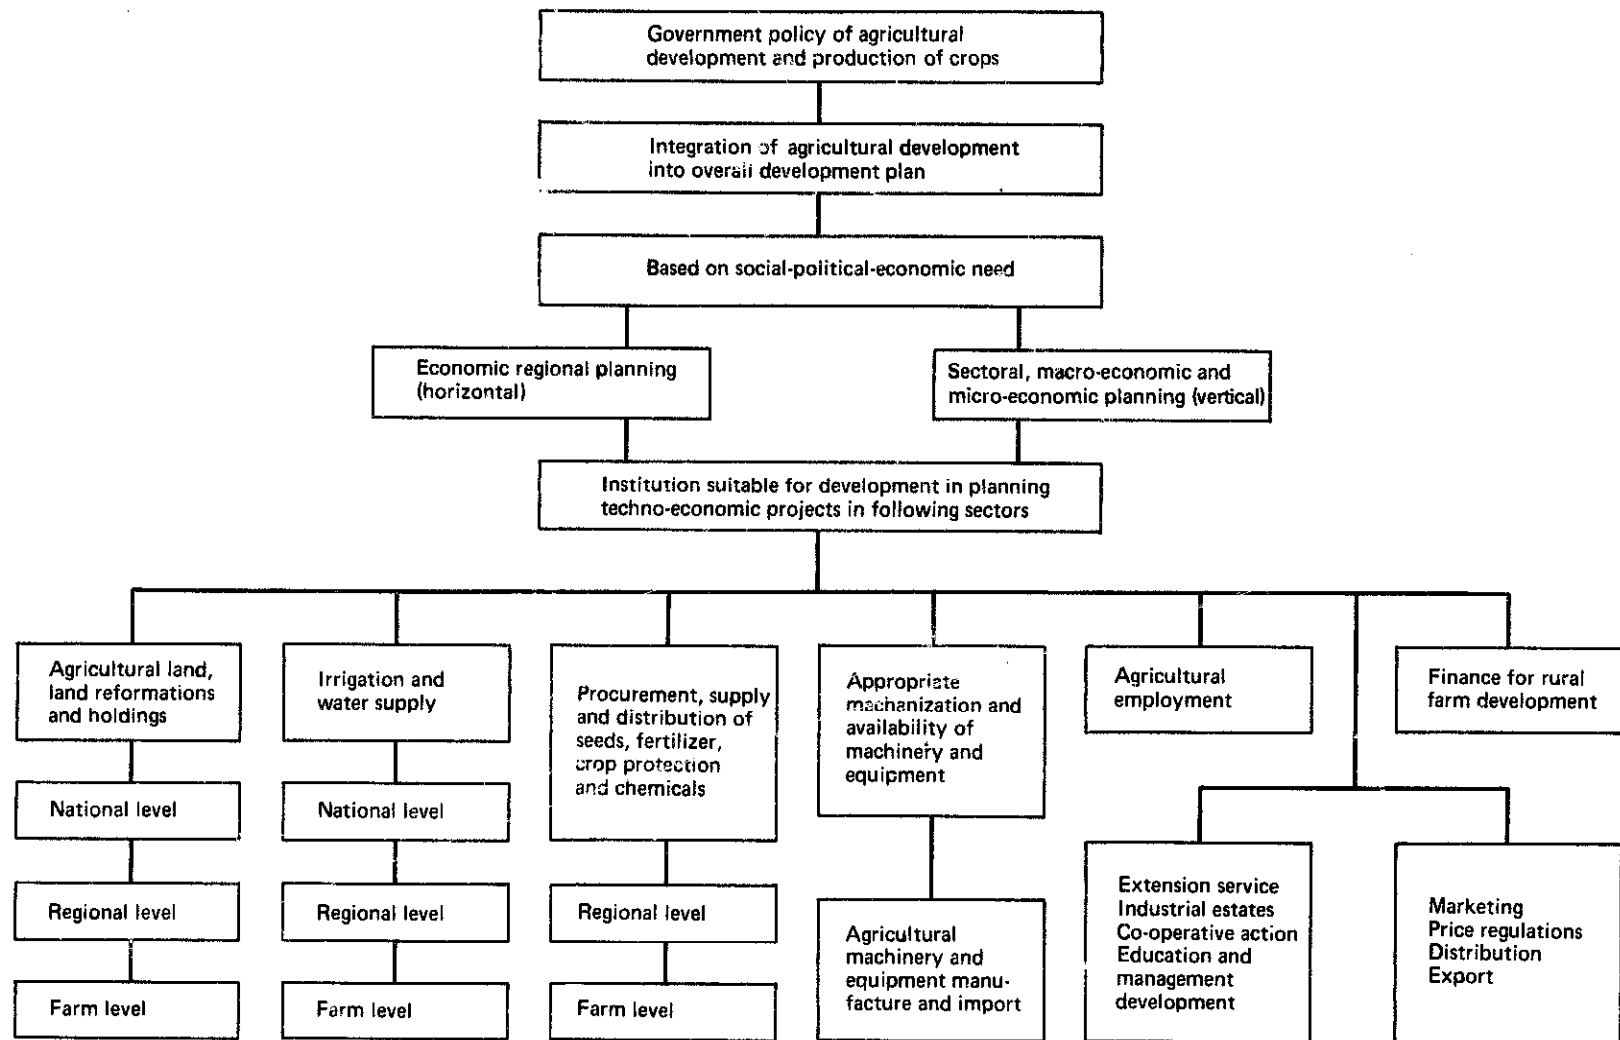 Government policy of agricultural
development and production of crops
Integration of agricultural development
into overall development plan
Based on social-political-economic need
Economic regional planning
(horizontal)
Sectoral, macro-economic and
micro-economic planning (vertical)
Institution suitable for development in planning
techno-economic projects in following sectors
Agricultural land,
land reformations
and holdings
National level
Regional level
Farm level
Irrigation and
water supply
National level
Regional level
Farm level
Procurement, supply
and distribution of
seeds, fertilizer,
crop protection
and chemicals
Regional level
Farm level
Appropriate
mechanization and
availability of
machinery and
equipment
Agricultural
machinery and
equipment manu-
facture and import
Agricultural
employment
Finance for rural
farm development
Extension service
Industrial estates
Co-operative action
Education and
management
development
Marketing
Price regulations
Distribution
Export